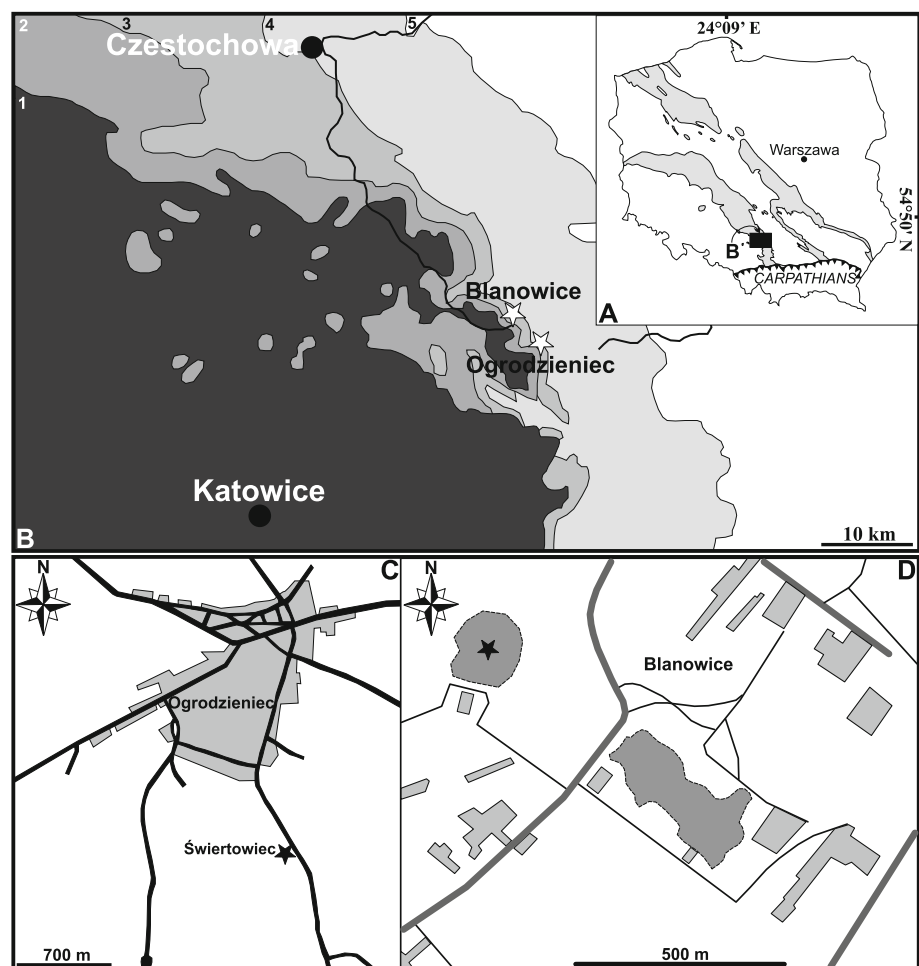 2
3
4
5
Czestochowa
1
Blanowice
Ogrodzieniec
Katowice
B
10 km
24°09’ E
Warszawa
54°50’ N
B
CARPATHIANS
A
N
C
Ogrodzieniec
Świertowiec
700 m
N
D
Blanowice
500 m